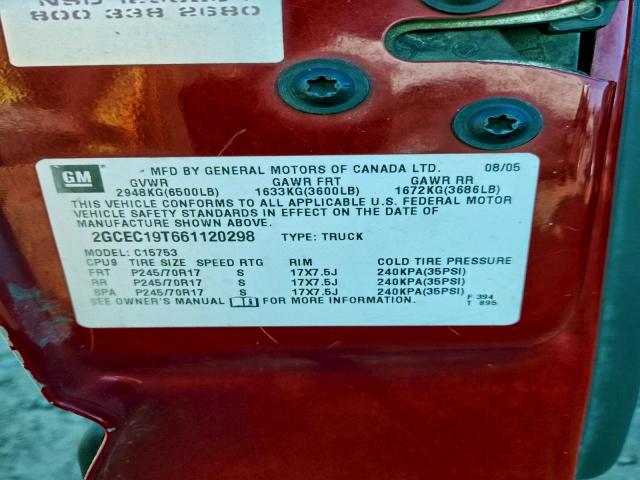 800 338 2680
GM
MFD BY GENERAL MOTORS OF CANADA LTD. 08/05
GVWR GAWR FRT GAWR RR
2948KG(6500LB) 1633KG(3600LB) 1672KG(3686LB)
THIS VEHICLE CONFORMS TO ALL APPLICABLE U.S. FEDERAL MOTOR
VEHICLE SAFETY STANDARDS IN EFFECT ON THE DATE OF
MANUFACTURE SHOWN ABOVE.
2GCEC19T661120298 TYPE: TRUCK
MODEL: C15753
CPU9 TIRE SIZE SPEED RTG RIM COLD TIRE PRESSURE
FRT P245/70R17 S 17X7.5J 240KPA(35PSI)
RR P245/70R17 S 17X7.5J 240KPA(35PSI)
SPA P245/70R17 S 17X7.5J 240KPA(35PSI)
SEE OWNER'S MANUAL FOR MORE INFORMATION.
F 394
T 895